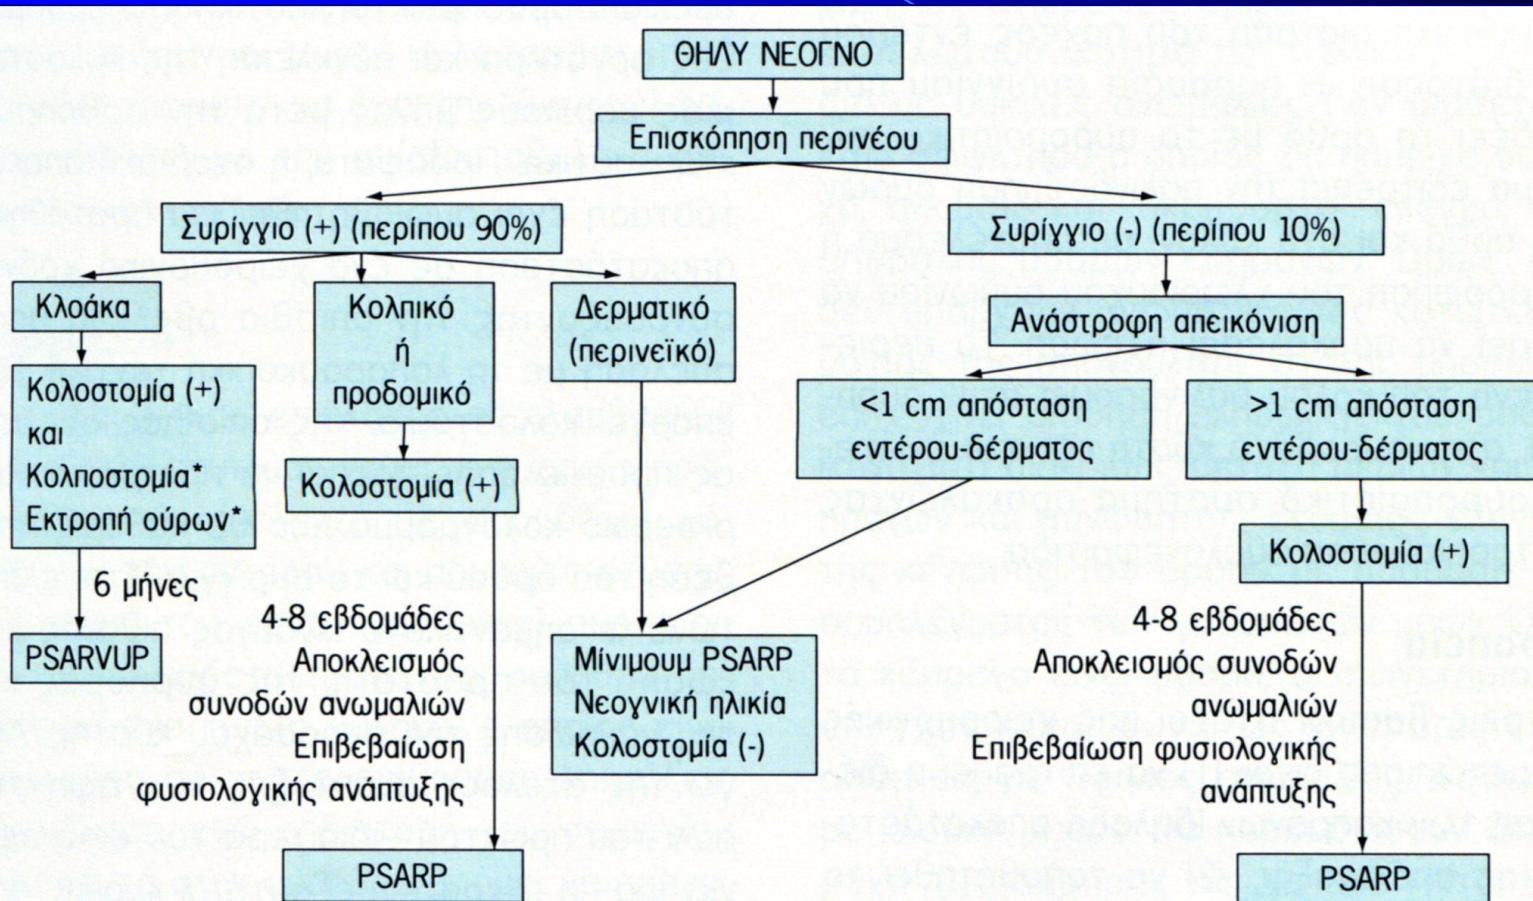 ΘΗΛΥ ΝΕΟΓΝΟ
Επισκόπηση περινέου
Συρίγγιο (+) (περίπου 90%)
Συρίγγιο (-) (περίπου 10%)
Κλοάκα
Κολπικό
ή
προδομικό
Δερματικό
(περινεϊκό)
Ανάστροφη απεικόνιση
Κολοστομία (+)
και
Κολποστομία*
Εκτροπή ούρων*
Κολοστομία (+)
<1 cm απόσταση
εντέρου-δέρματος
>1 cm απόσταση
εντέρου-δέρματος
Κολοστομία (+)
6 μήνες
PSARVUP
4-8 εβδομάδες
Αποκλεισμός
συνοδών ανωμαλιών
Επιβεβαίωση
φυσιολογικής ανάπτυξης
Μίνιμουμ PSARP
Νεογνική ηλικία
Κολοστομία (-)
4-8 εβδομάδες
Αποκλεισμός συνοδών
ανωμαλιών
Επιβεβαίωση φυσιολογικής
ανάπτυξης
PSARP
PSARP